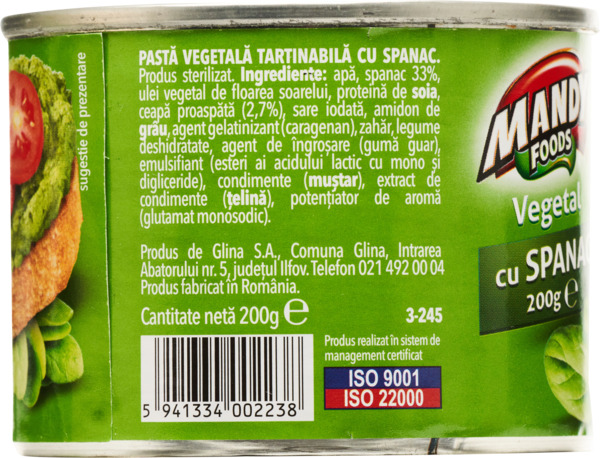 sugestie de prezentare
PASTĂ VEGETALĂ TARTINABILĂ CU SPANAC.
Produs sterilizat. Ingrediente: apă, spanac 33%,
ulei vegetal de floarea soarelui, proteină de soia,
ceapă proaspătă (2,7%), sare iodată, amidon de
grâu, agent gelatinizant (caragenan), zahăr, legume
deshidratate, agent de îngroșare (gumă guar),
emulsifiant (esteri ai acidului lactic cu mono și
digliceride), condimente (muștar), extract de
condimente (țelină), potențiator de aromă
(glutamat monosodic).
Produs de Glina S.A., Comuna Glina, Intrarea
Abatorului nr. 5, județul Ilfov. Telefon 021 492 00 04
Produs fabricat în România.
Cantitate netă 200g e
3-245
Produs realizat în sistem de
management certificat
ISO 9001
ISO 22000
5 941334 002238
MANDY
FOODS
Vegetal
cu SPANA
200g e